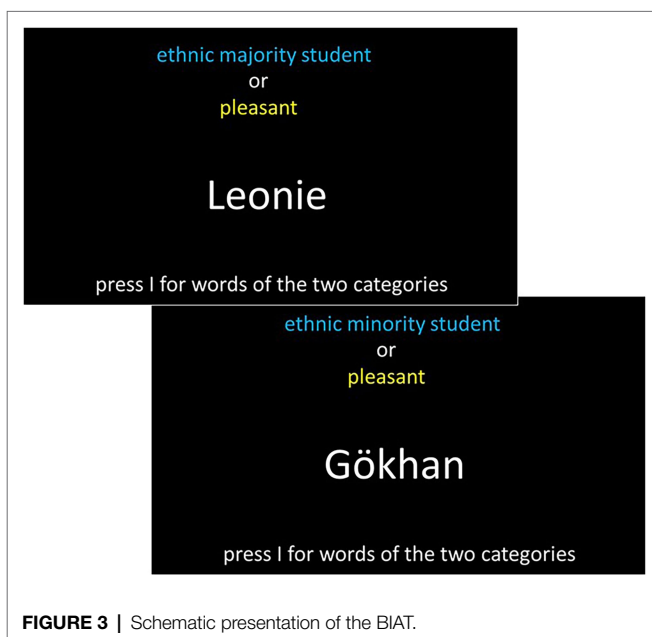 ethnic majority student
or
pleasant
Leonie
press I for words of the two categories
ethnic minority student
or
pleasant
Gökhan
press I for words of the two categories
FIGURE 3 | Schematic presentation of the BIAT.